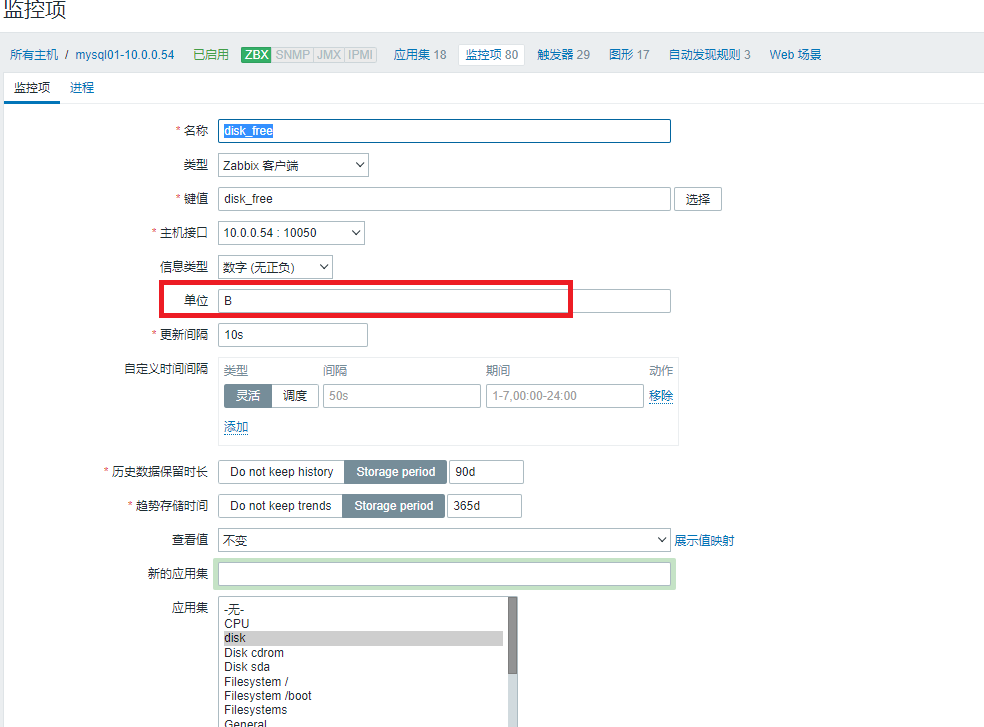 监控项
所有主机 / mysql01-10.0.0.54 已启用 ZBX SNMP JMX IPMI 应用集 18 监控项 80 触发器 29 图形 17 自动发现规则 3 Web 场景
监控项 进程
* 名称 disk_free
类型 Zabbix 客户端
* 键值 disk_free 选择
* 主机接口 10.0.0.54 : 10050
信息类型 数字 (无正负)
单位 B
* 更新间隔 10s
自定义时间间隔 类型 间隔 期间 动作
灵活 调度 50s 1-7,00:00-24:00 移除
添加
* 历史数据保留时长 Do not keep history Storage period 90d
* 趋势存储时间 Do not keep trends Storage period 365d
查看值 不变 展示值映射
新的应用集
应用集 -无-
CPU
disk
Disk cdrom
Disk sda
Filesystem /
Filesystem /boot
Filesystems
General